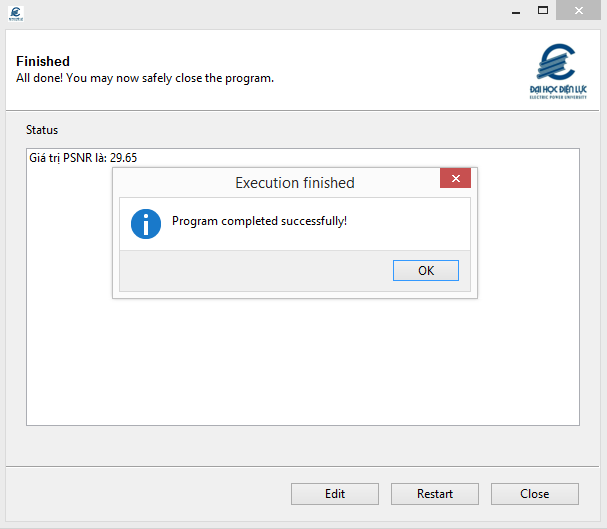 Finished
All done! You may now safely close the program.
ĐẠI HỌC ĐIỆN LỰC
ELECTRIC POWER UNIVERSITY
Status
Giá trị PSNR là: 29.65
Execution finished
Program completed successfully!
OK
Edit
Restart
Close